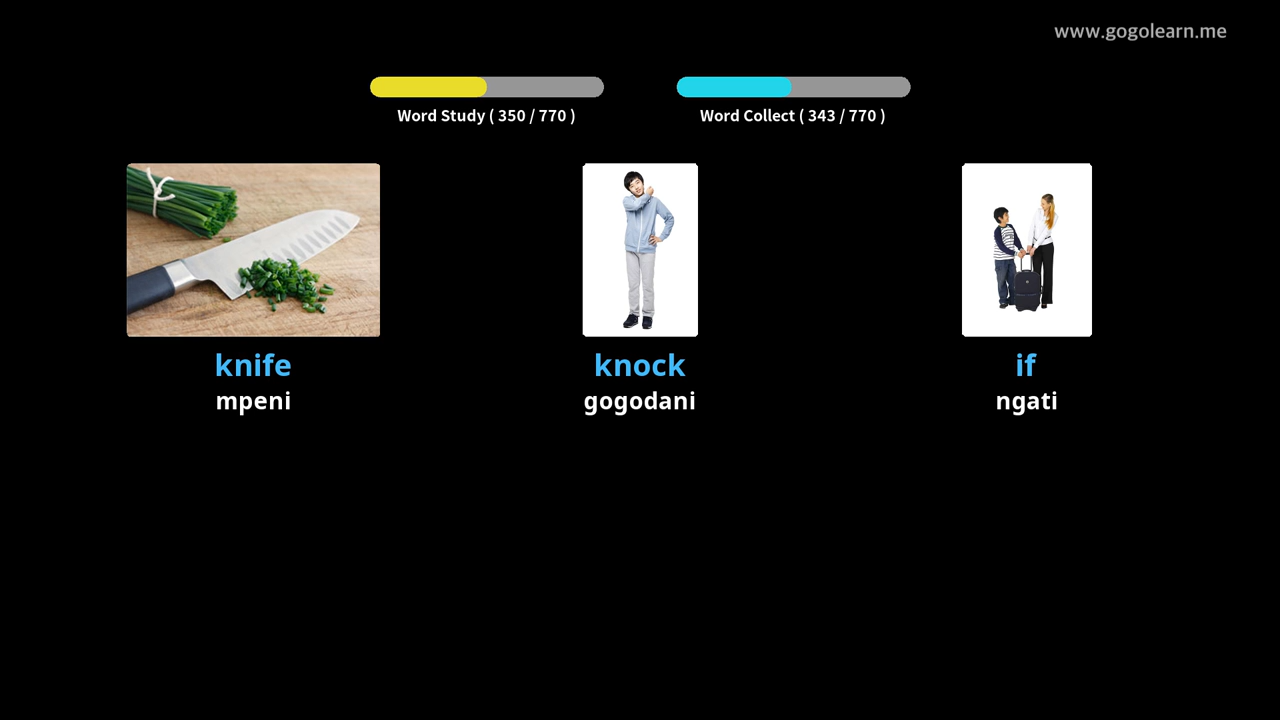 www.gogolearn.me
Word Study ( 350 / 770 )
Word Collect ( 343 / 770 )
knife
mpeni
knock
gogodani
if
ngati